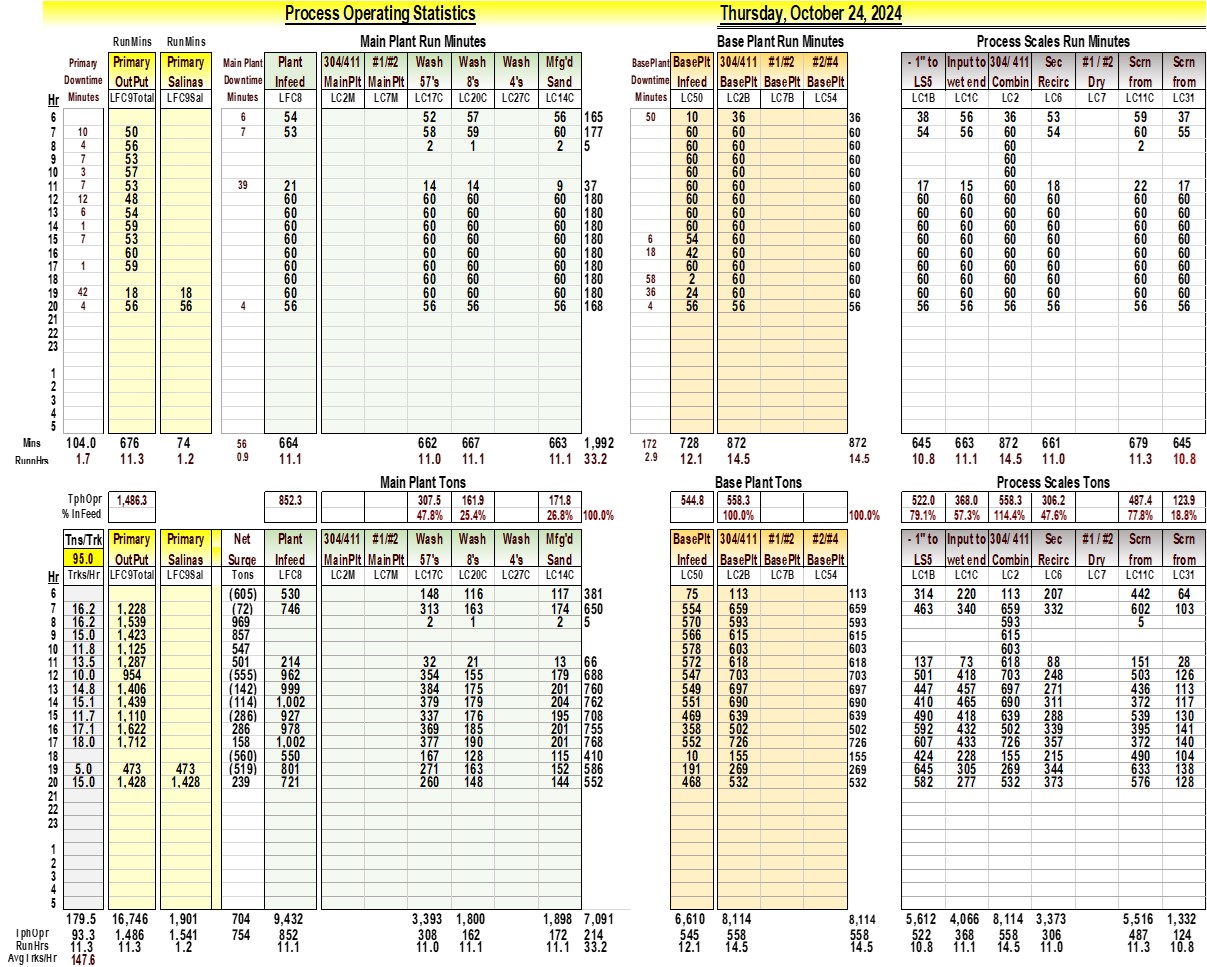 Process Operating Statistics Thursday, October 24, 2024
RunMins RunMins Main Plant Run Minutes Base Plant Run Minutes Process Scales Run Minutes
Primary Primary Primary Main Plant Plant 304/411 #1/#2 Wash Wash Wash Mfg'd BasePlant BasePlt 304/411 #1/#2 #2/#4 - 1" to Input to 304/ 411 Sec #1 / #2 Scrn Scrn
Downtime OutPut Salinas Downtime Infeed MainPlt MainPlt 57's 8's 4's Sand Downtime Infeed BasePlt BasePlt BasePlt LS5 wet end Combin Recirc Dry from from
Hr Minutes LFC9Total LFC9Sal Minutes LFC8 LC2M LC7M LC17C LC20C LC27C LC14C Minutes LC50 LC2B LC7B LC54 LC1B LC1C LC2 LC6 LC7 LC11C LC31
6 6 54 52 57 56 165 50 10 36 36 38 56 36 53 59 37
7 10 50 7 53 58 59 60 177 60 60 60 54 56 60 54 60 55
8 4 56 2 1 2 5 60 60 60 60 2
9 7 53 60 60 60 60
10 3 57 60 60 60 60
11 7 53 39 21 14 14 9 37 60 60 60 17 15 60 18 22 17
12 12 48 60 60 60 60 180 60 60 60 60 60 60 60 60 60
13 6 54 60 60 60 60 180 60 60 60 60 60 60 60 60 60
14 1 59 60 60 60 60 180 60 60 60 60 60 60 60 60 60
15 7 53 60 60 60 60 180 6 54 60 60 60 60 60 60 60 60
16 60 60 60 60 60 180 18 42 60 60 60 60 60 60 60 60
17 1 59 60 60 60 60 180 60 60 60 60 60 60 60 60 60
18 60 60 60 60 180 58 2 60 60 60 60 60 60 60 60
19 42 18 18 60 60 60 60 180 36 24 60 60 60 60 60 60 60 60
20 4 56 56 4 56 56 56 56 168 4 56 56 56 56 56 56 56 56 56
21
22
23
1
2
3
4
5
Mins 104.0 676 74 56 664 662 667 663 1,992 172 728 872 872 645 663 872 661 679 645
RunnHrs 1.7 11.3 1.2 0.9 11.1 11.0 11.1 11.1 33.2 2.9 12.1 14.5 14.5 10.8 11.1 14.5 11.0 11.3 10.8
Main Plant Tons Base Plant Tons Process Scales Tons
TphOpr 1,486.3 852.3 307.5 161.9 171.8 544.8 558.3 522.0 368.0 558.3 306.2 487.4 123.9
% InFeed 47.8% 25.4% 26.8% 100.0% 100.0% 100.0% 79.1% 57.3% 114.4% 47.6% 77.8% 18.8%
Tns/Trk Primary Primary Net Plant 304/411 #1/#2 Wash Wash Wash Mfg'd BasePlt 304/411 #1/#2 #2/#4 - 1" to Input to 304/ 411 Sec #1 / #2 Scrn Scrn
95.0 OutPut Salinas Surge Infeed MainPlt MainPlt 57's 8's 4's Sand Infeed BasePlt BasePlt BasePlt LS5 wet end Combin Recirc Dry from from
Hr Trks/Hr LFC9Total LFC9Sal Tons LFC8 LC2M LC7M LC17C LC20C LC27C LC14C LC50 LC2B LC7B LC54 LC1B LC1C LC2 LC6 LC7 LC11C LC31
6 (605) 530 148 116 117 381 75 113 113 314 220 113 207 442 64
7 16.2 1,228 (72) 746 313 163 174 650 554 659 659 463 340 659 332 602 103
8 16.2 1,539 969 2 1 2 5 570 593 593 593 5
9 15.0 1,423 857 566 615 615 615
10 11.8 1,125 547 578 603 603 603
11 13.5 1,287 501 214 32 21 13 66 572 618 618 137 73 618 88 151 28
12 10.0 954 (555) 962 354 155 179 688 547 703 703 501 418 703 248 503 126
13 14.8 1,406 (142) 999 384 175 201 760 549 697 697 447 457 697 271 436 113
14 15.1 1,439 (114) 1,002 379 179 204 762 551 690 690 410 465 690 311 372 117
15 11.7 1,110 (286) 927 337 176 195 708 469 639 639 490 418 639 288 539 130
16 17.1 1,622 286 978 369 185 201 755 358 502 502 592 432 502 339 395 141
17 18.0 1,712 158 1,002 377 190 201 768 552 726 726 607 433 726 357 372 140
18 (560) 550 167 128 115 410 10 155 155 424 228 155 215 490 104
19 5.0 473 473 (519) 801 271 163 152 586 191 269 269 645 305 269 344 633 138
20 15.0 1,428 1,428 239 721 260 148 144 552 468 532 532 582 277 532 373 576 128
21
22
23
1
2
3
4
5
179.5 16,746 1,901 704 9,432 3,393 1,800 1,898 7,091 6,610 8,114 8,114 5,612 4,066 8,114 3,373 5,516 1,332
TphOpr 93.3 1,486 1,541 754 852 308 162 172 214 545 558 558 522 368 558 306 487 124
RunHrs 11.3 11.3 1.2 11.1 11.0 11.1 11.1 33.2 12.1 14.5 14.5 10.8 11.1 14.5 11.0 11.3 10.8
AvgTrks/Hr 147.6